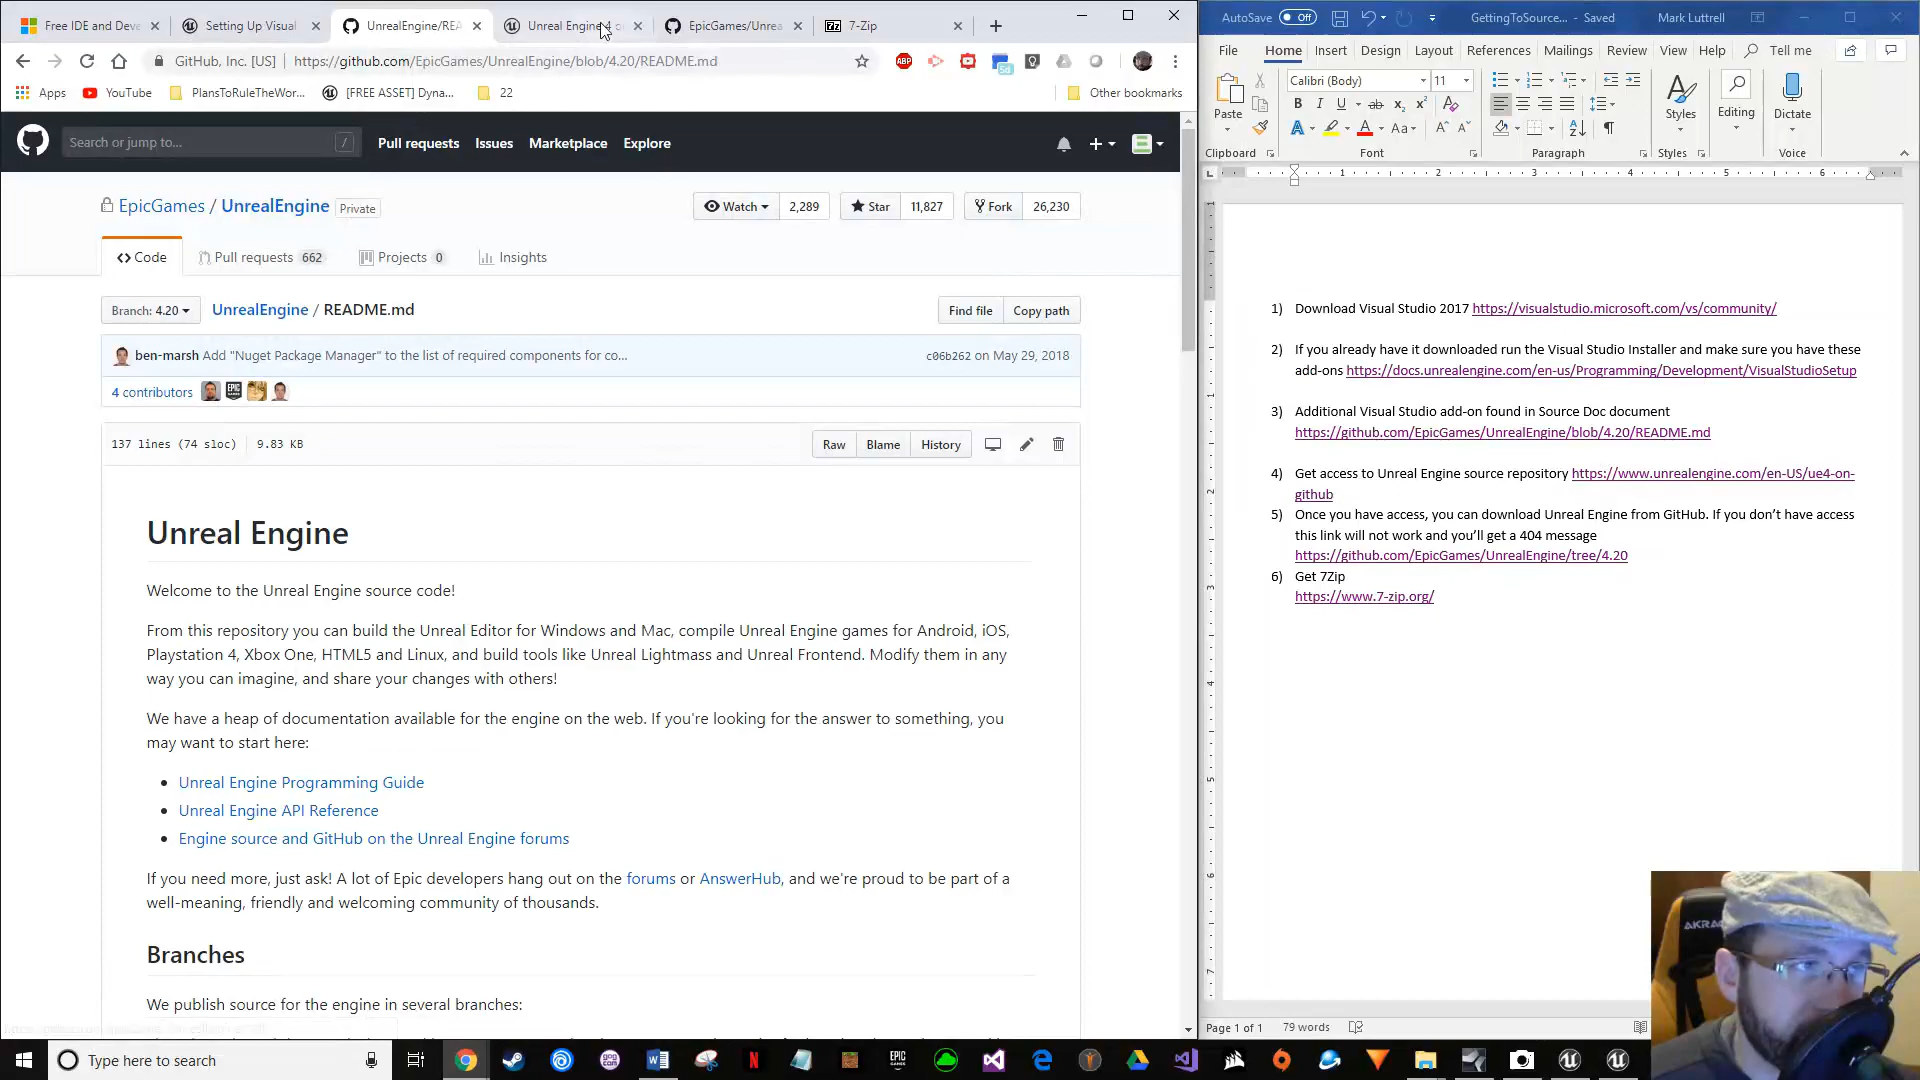 Free IDE and Deve
Setting Up Visual
UnrealEngine/REA
Unreal Engine 4 o
EpicGames/Unrea
7-Zip
AutoSave Off
GettingToSource... - Saved
Mark Luttrell
GitHub, Inc. [US]
https://github.com/EpicGames/UnrealEngine/blob/4.20/README.md
File Home Insert Design Layout References Mailings Review View Help Tell me
Apps YouTube PlansToRuleTheWor... [FREE ASSET] Dyna... 22 Other bookmarks
Calibri (Body) 11
Paste
Styles
Editing
Dictate
Clipboard Font Paragraph Styles Voice
Search or jump to... /
Pull requests Issues Marketplace Explore
EpicGames / UnrealEngine Private
Watch 2,289 Star 11,827 Fork 26,230
Code Pull requests 662 Projects 0 Insights
Branch: 4.20 UnrealEngine / README.md Find file Copy path
ben-marsh Add "Nuget Package Manager" to the list of required components for co... c06b262 on May 29, 2018
4 contributors
137 lines (74 sloc) 9.83 KB Raw Blame History
Unreal Engine
Welcome to the Unreal Engine source code!
From this repository you can build the Unreal Editor for Windows and Mac, compile Unreal Engine games for Android, iOS,
Playstation 4, Xbox One, HTML5 and Linux, and build tools like Unreal Lightmass and Unreal Frontend. Modify them in any
way you can imagine, and share your changes with others!
We have a heap of documentation available for the engine on the web. If you're looking for the answer to something, you
may want to start here:
• Unreal Engine Programming Guide
• Unreal Engine API Reference
• Engine source and GitHub on the Unreal Engine forums
If you need more, just ask! A lot of Epic developers hang out on the forums or AnswerHub, and we're proud to be part of a
well-meaning, friendly and welcoming community of thousands.
Branches
We publish source for the engine in several branches:
1) Download Visual Studio 2017 https://visualstudio.microsoft.com/vs/community/
2) If you already have it downloaded run the Visual Studio Installer and make sure you have these
add-ons https://docs.unrealengine.com/en-us/Programming/Development/VisualStudioSetup
3) Additional Visual Studio add-on found in Source Doc document
https://github.com/EpicGames/UnrealEngine/blob/4.20/README.md
4) Get access to Unreal Engine source repository https://www.unrealengine.com/en-US/ue4-on-
github
5) Once you have access, you can download Unreal Engine from GitHub. If you don't have access
this link will not work and you'll get a 404 message
https://github.com/EpicGames/UnrealEngine/tree/4.20
6) Get 7Zip
https://www.7-zip.org/
AKRA
Page 1 of 1 79 words
Type here to search